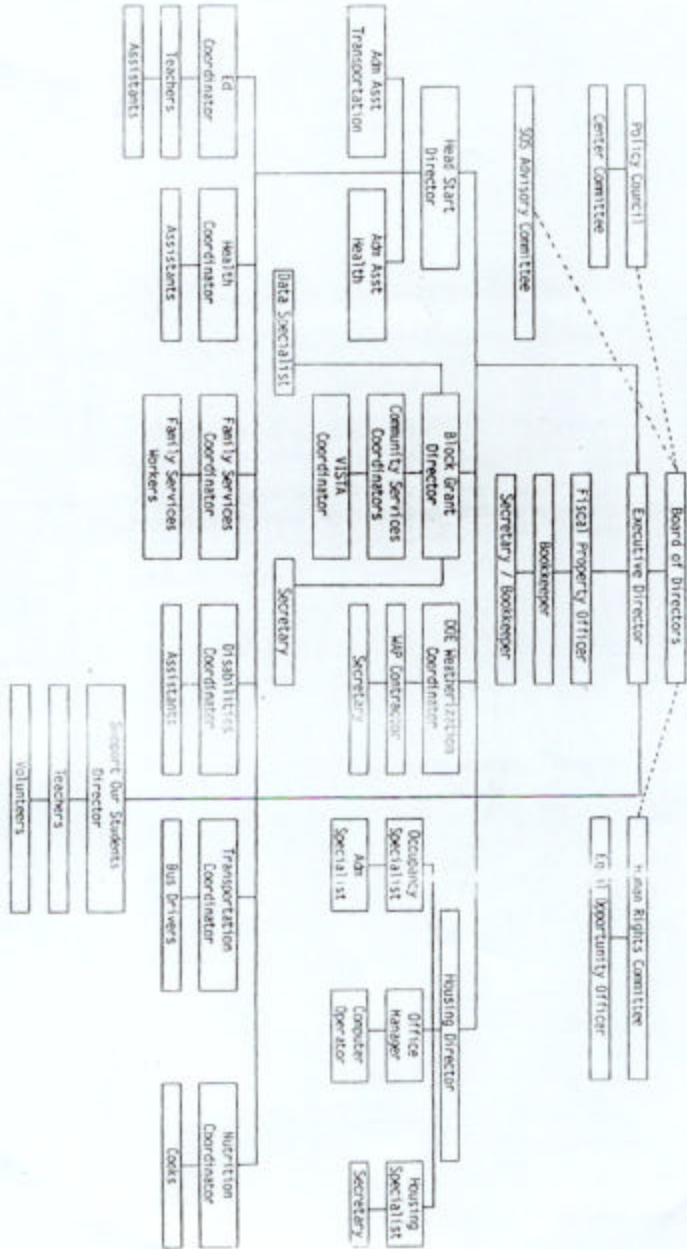 Board of Directors
Policy Council
Center Committee
SOS Advisory Committee
Human Rights Committee
Equal Opportunity Officer
Executive Director
Fiscal Property Officer
Bookkeeper
Secretary / Bookkeeper
Head Start
Director
Adm Asst
Transportation
Adm Asst
Health
Block Grant
Director
Community Services
Coordinators
VISTA
Coordinator
Data Specialist
Secretary
DOE Weatherization
Coordinator
WAP Contractor
Secretary
Housing Director
Occupancy
Specialist
Adm
Specialist
Office
Manager
Computer
Operator
Housing
Specialist
Secretary
Ed
Coordinator
Teachers
Assistants
Health
Coordinator
Assistants
Family Services
Coordinator
Family Services
Workers
Disabilities
Coordinator
Assistants
Transportation
Coordinator
Bus Drivers
Nutrition
Coordinator
Cooks
Support Our Students
Director
Teachers
Volunteers